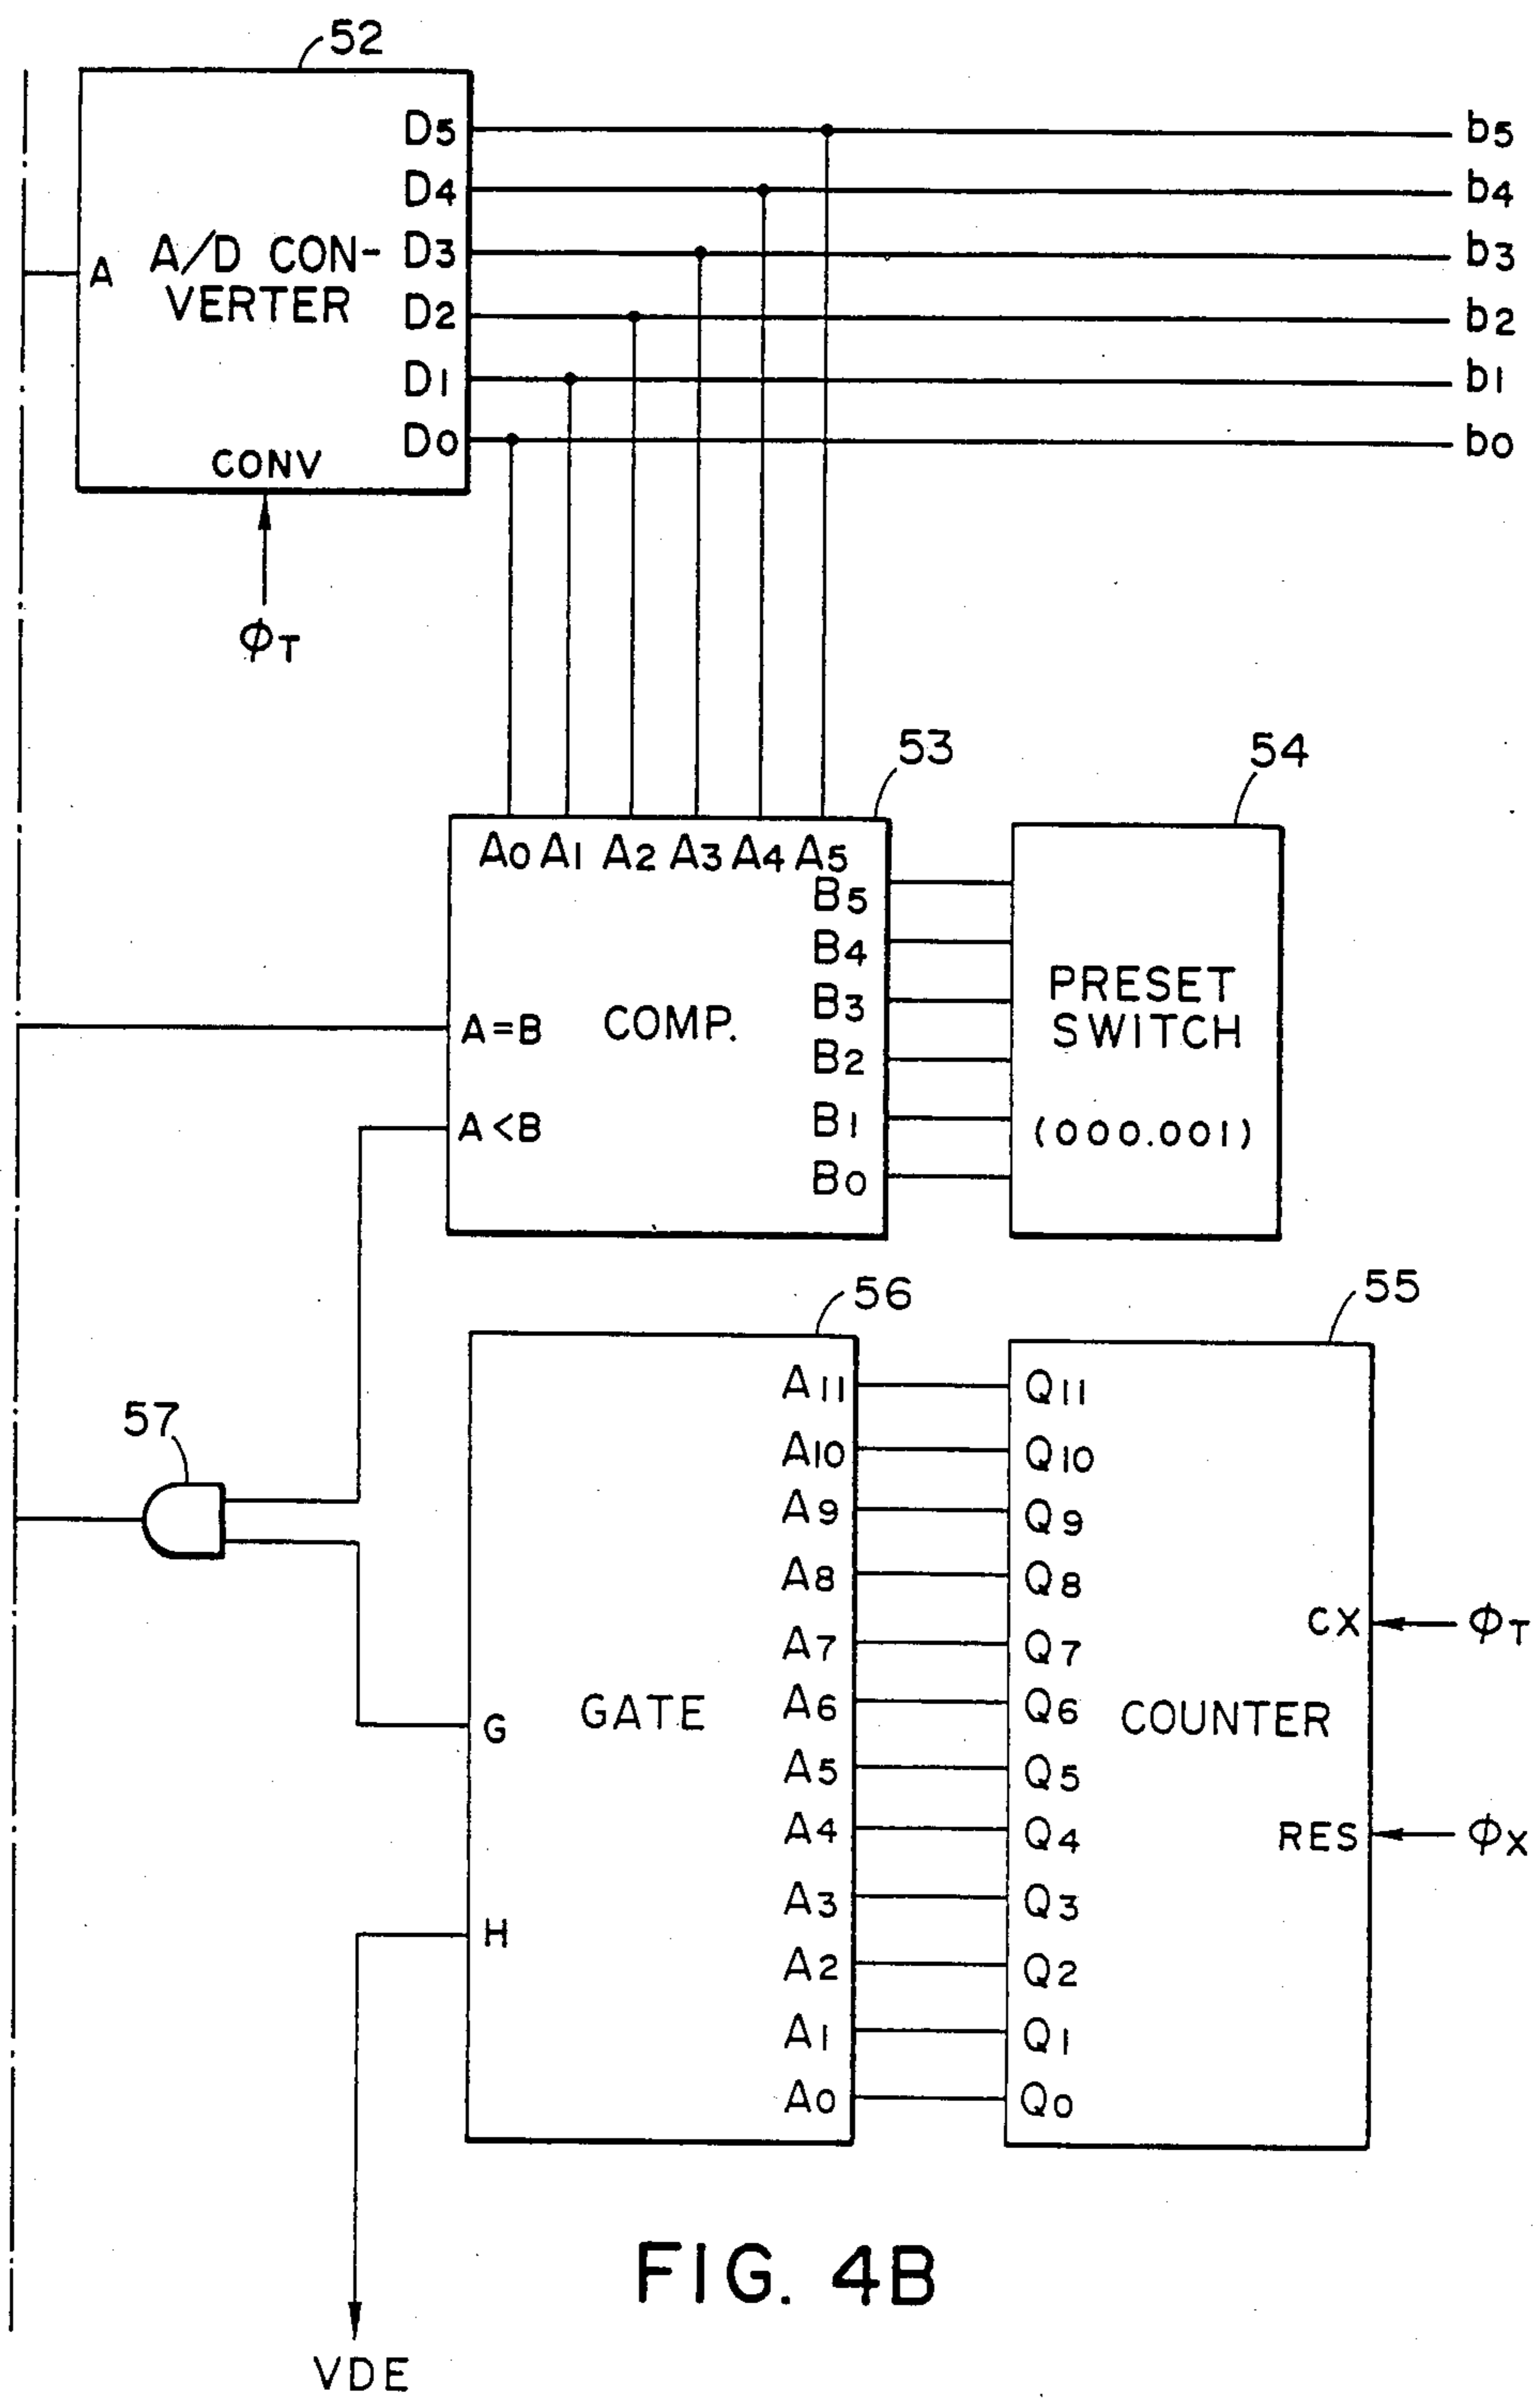 52
D5 b5
D4 b4
A A/D CON- D3 b3
VERTER D2 b2
D1 b1
D0 b0
CONV
ϕT
53
54
A0 A1 A2 A3 A4 A5
B5
B4
B3
B2
B1
B0
A=B
COMP.
A<B
PRESET
SWITCH
(000.001)
56
55
57
A11 Q11
A10 Q10
A9 Q9
A8 Q8
A7 Q7
A6 Q6
A5 Q5
A4 Q4
A3 Q3
A2 Q2
A1 Q1
A0 Q0
GATE
G
H
COUNTER
CX ϕT
RES ϕX
VDE
FIG. 4B